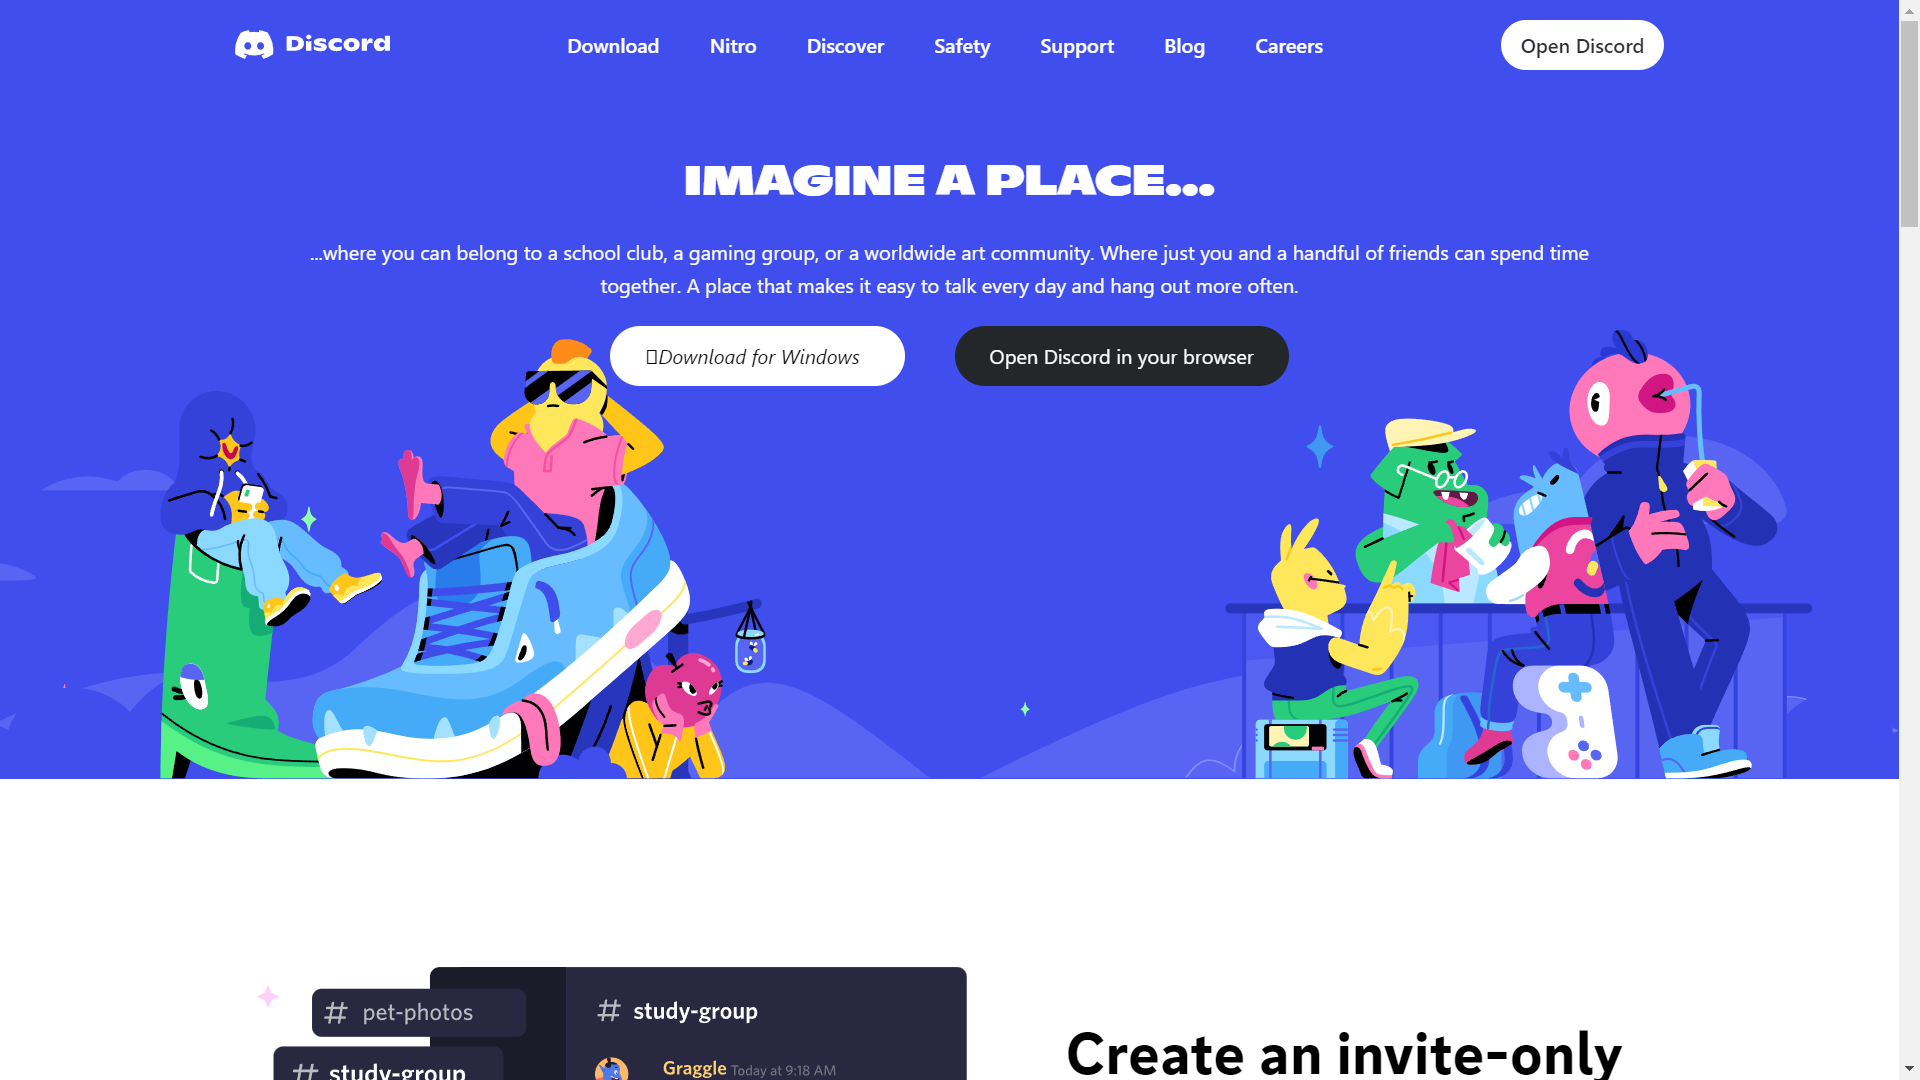 Discord
Download
Nitro
Discover
Safety
Support
Blog
Careers
Open Discord
IMAGINE A PLACE...
...where you can belong to a school club, a gaming group, or a worldwide art community. Where just you and a handful of friends can spend time
together. A place that makes it easy to talk every day and hang out more often.
Download for Windows
Open Discord in your browser
# pet-photos
# study-group
# study-group
Graggle Today at 9:18 AM
Create an invite-only